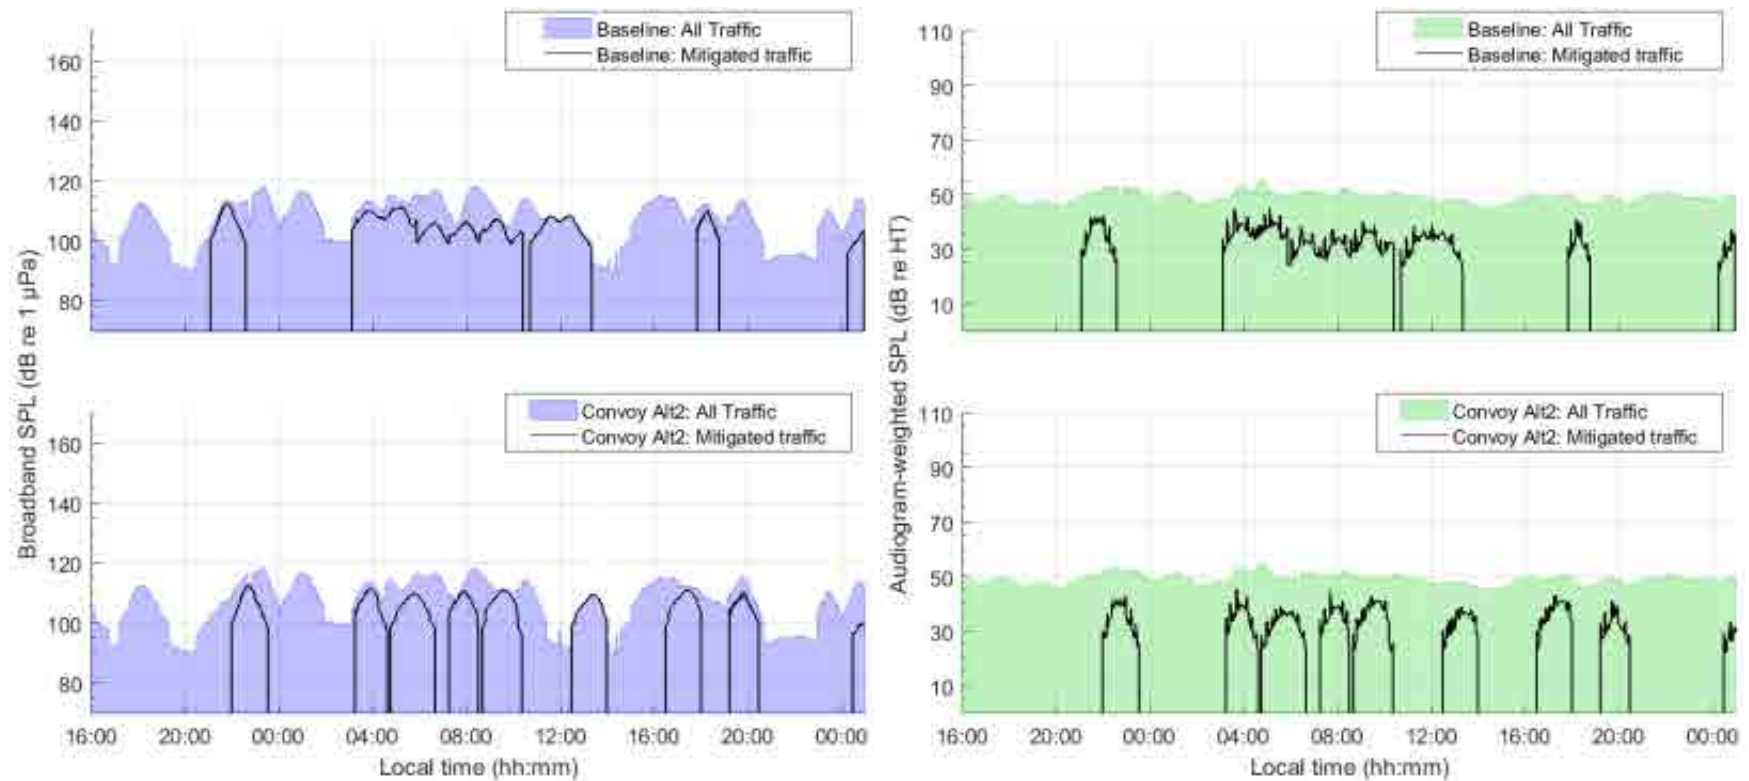 Baseline: All Traffic
Baseline: Mitigated traffic
160
140
120
100
80
Baseline: All Traffic
Baseline: Mitigated traffic
110
90
70
50
30
10
Broadband SPL (dB re 1 µPa)
Audiogram-weighted SPL (dB re HT)
Convoy Alt2: All Traffic
Convoy Alt2: Mitigated traffic
160
140
120
100
80
16:00 20:00 00:00 04:00 08:00 12:00 16:00 20:00 00:00
Local time (hh:mm)
Convoy Alt2: All Traffic
Convoy Alt2: Mitigated traffic
110
90
70
50
30
10
16:00 20:00 00:00 04:00 08:00 12:00 16:00 20:00 00:00
Local time (hh:mm)